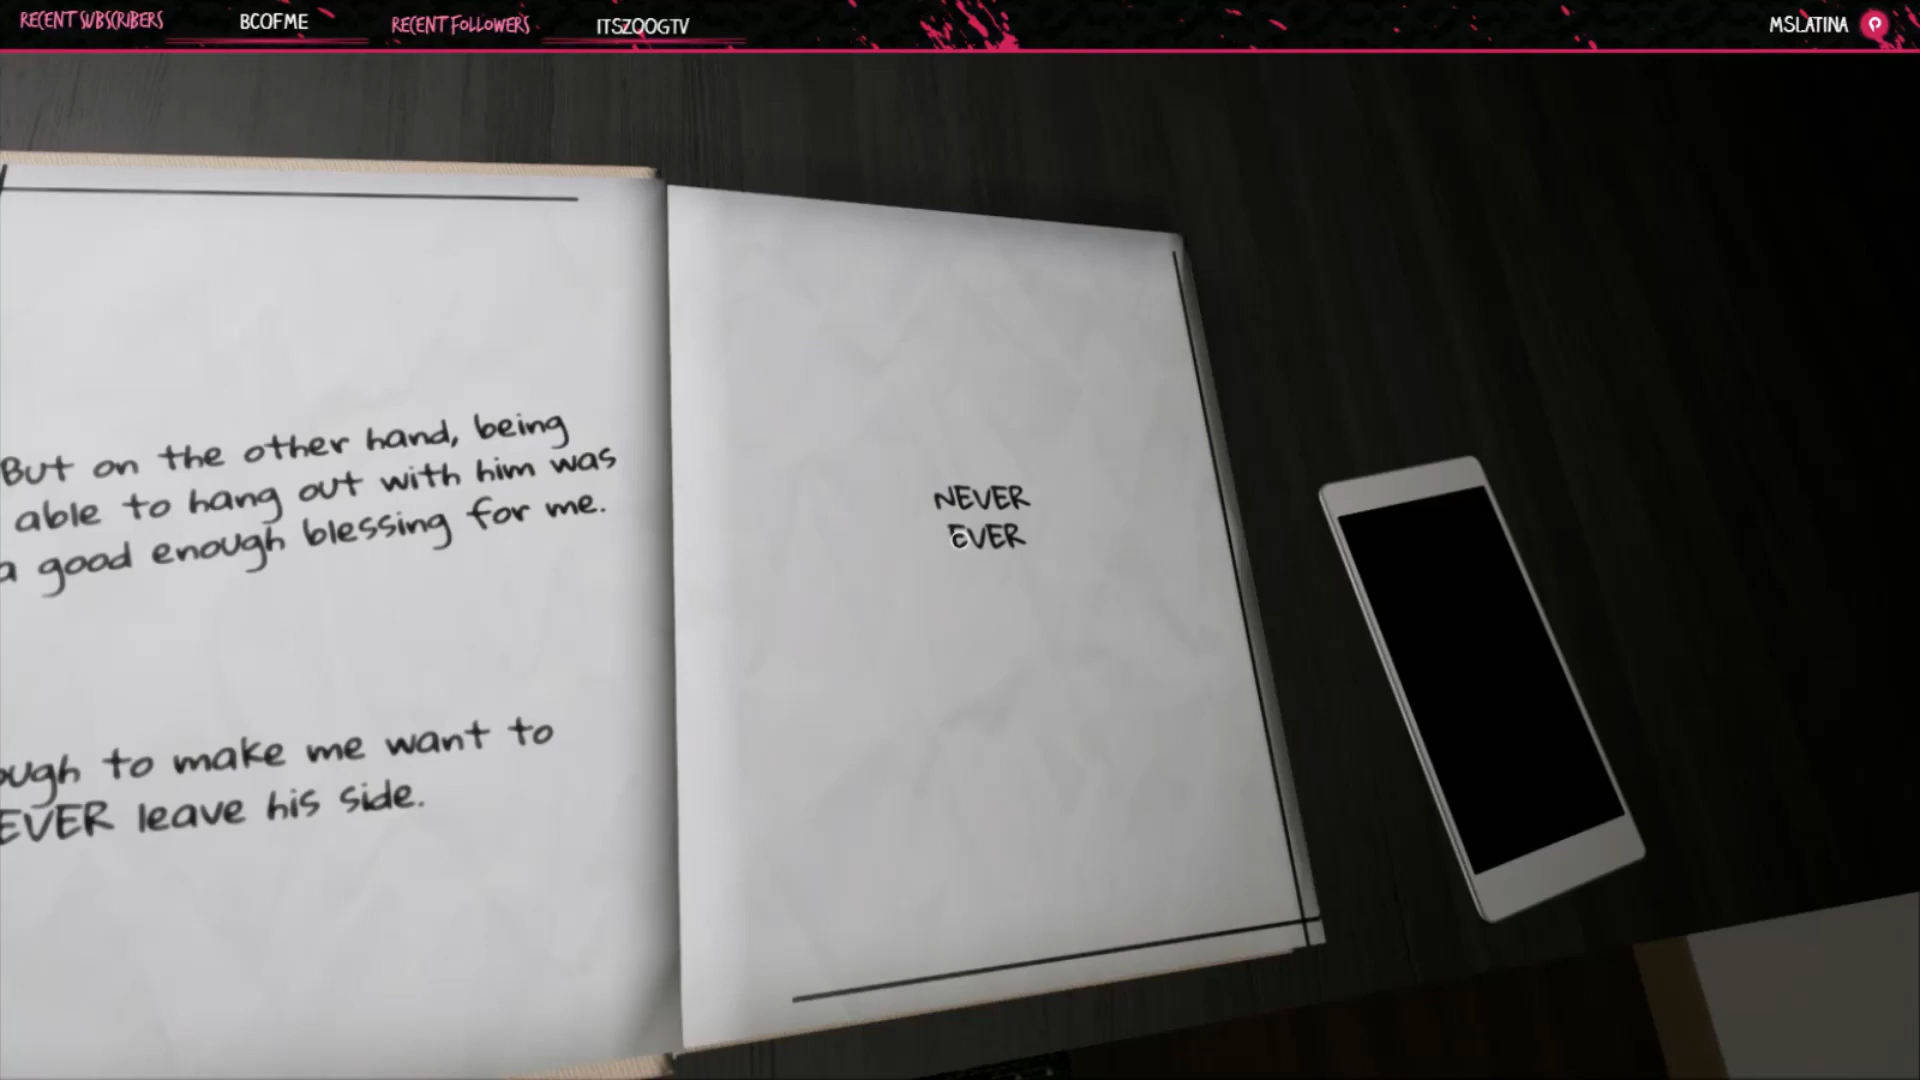 RECENT SUBSCRIBERS
BCOFME
RECENT FOLLOWERS
ITSZOOGTV
MSLATINA
But on the other hand, being
able to hang out with him was
a good enough blessing for me.
ough to make me want to
EVER leave his side.
NEVER
EVER